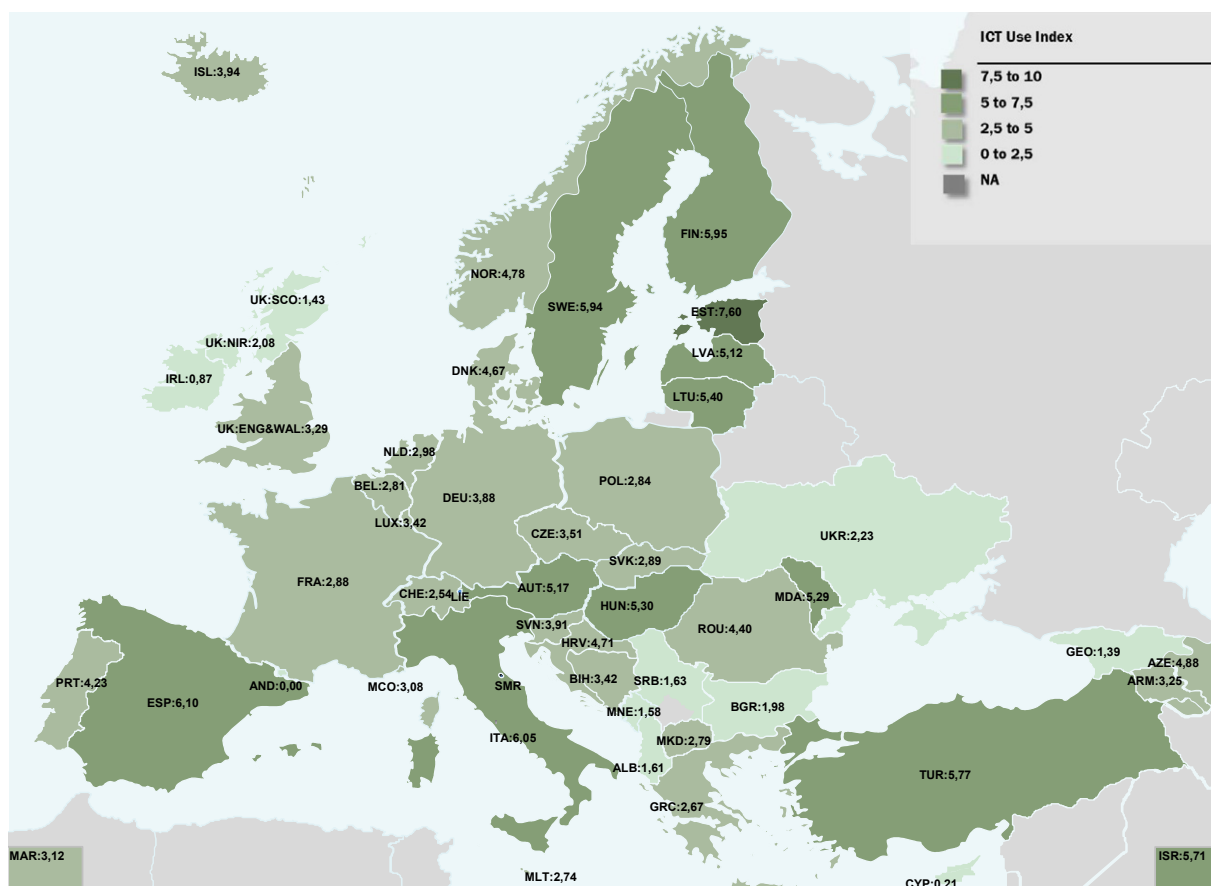 ICT Use Index
7,5 to 10
5 to 7,5
2,5 to 5
0 to 2,5
NA
ISL:3,94
FIN:5,95
NOR:4,78
UK:SCO:1,43
SWE:5,94
EST:7,60
UK:NIR:2,08
LVA:5,12
DNK:4,67
IRL:0,87
LTU:5,40
UK:ENG&WAL:3,29
NLD:2,98
POL:2,84
BEL:2,81
DEU:3,88
LUX:3,42
CZE:3,51
UKR:2,23
SVK:2,89
FRA:2,88
AUT:5,17
CHE:2,54
LIE
MDA:5,29
HUN:5,30
SVN:3,91
ROU:4,40
HRV:4,71
GEO:1,39
AZE:4,88
BIH:3,42
SRB:1,63
ARM:3,25
PRT:4,23
AND:0,00
MCO:3,08
SMR
ESP:6,10
BGR:1,98
MNE:1,58
ITA:6,05
MKD:2,79
ALB:1,61
TUR:5,77
GRC:2,67
MAR:3,12
ISR:5,71
MLT:2,74
CYP:0,21